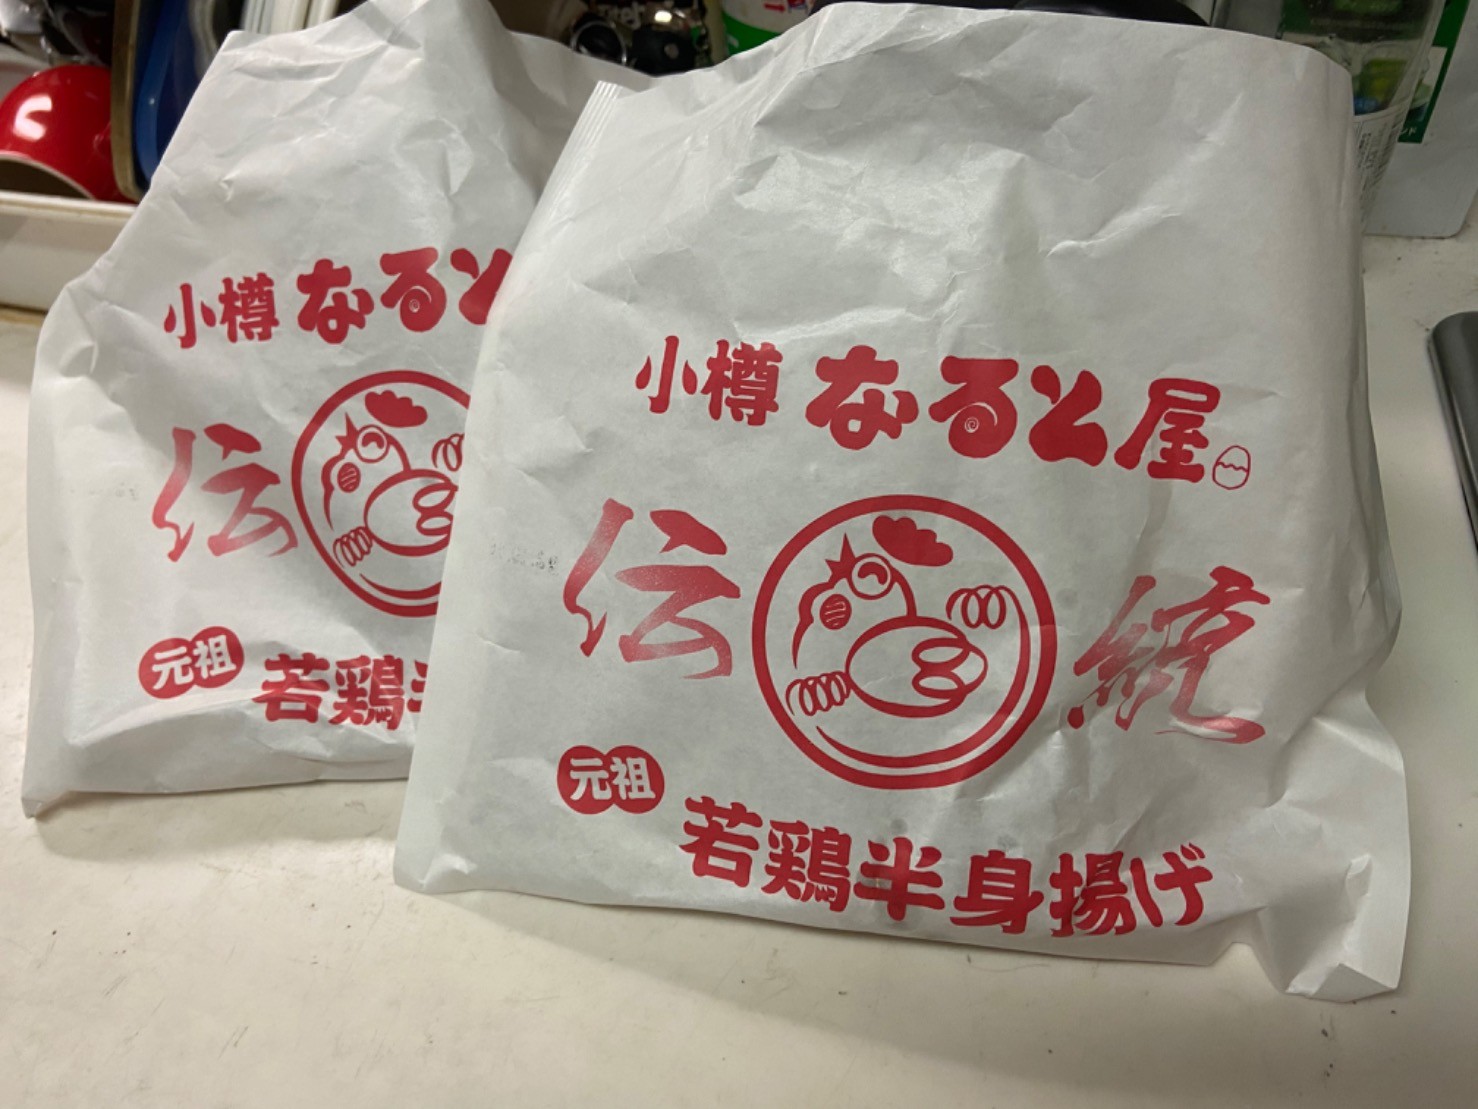 小樽 なると
伝
元祖
若鶏
小樽 なると屋
伝 統
元祖
若鶏半身揚げ